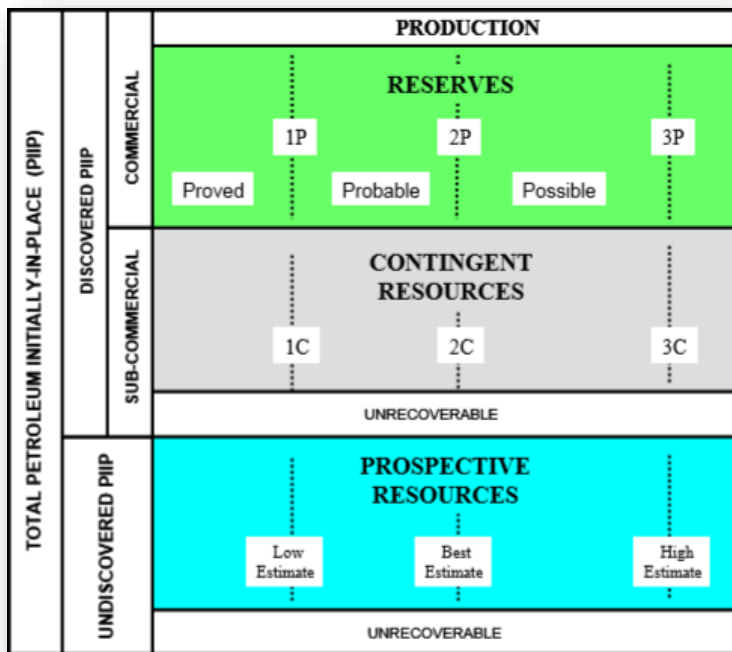 TOTAL PETROLEUM INITIALLY-IN-PLACE (PIIP)
DISCOVERED PIIP
COMMERCIAL
PRODUCTION
RESERVES
1P
2P
3P
Proved
Probable
Possible
SUB-COMMERCIAL
CONTINGENT
RESOURCES
1C
2C
3C
UNRECOVERABLE
UNDISCOVERED PIIP
PROSPECTIVE
RESOURCES
Low
Estimate
Best
Estimate
High
Estimate
UNRECOVERABLE